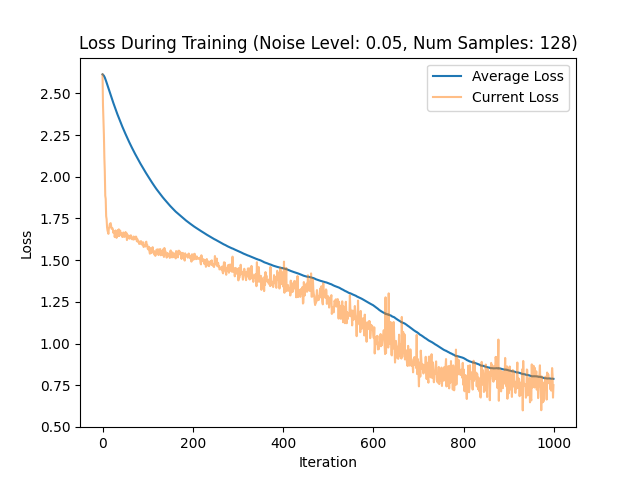 Loss During Training (Noise Level: 0.05, Num Samples: 128)
Average Loss
Current Loss
2.50
2.25
2.00
1.75
1.50
1.25
1.00
0.75
0.50
Loss
0 200 400 600 800 1000
Iteration